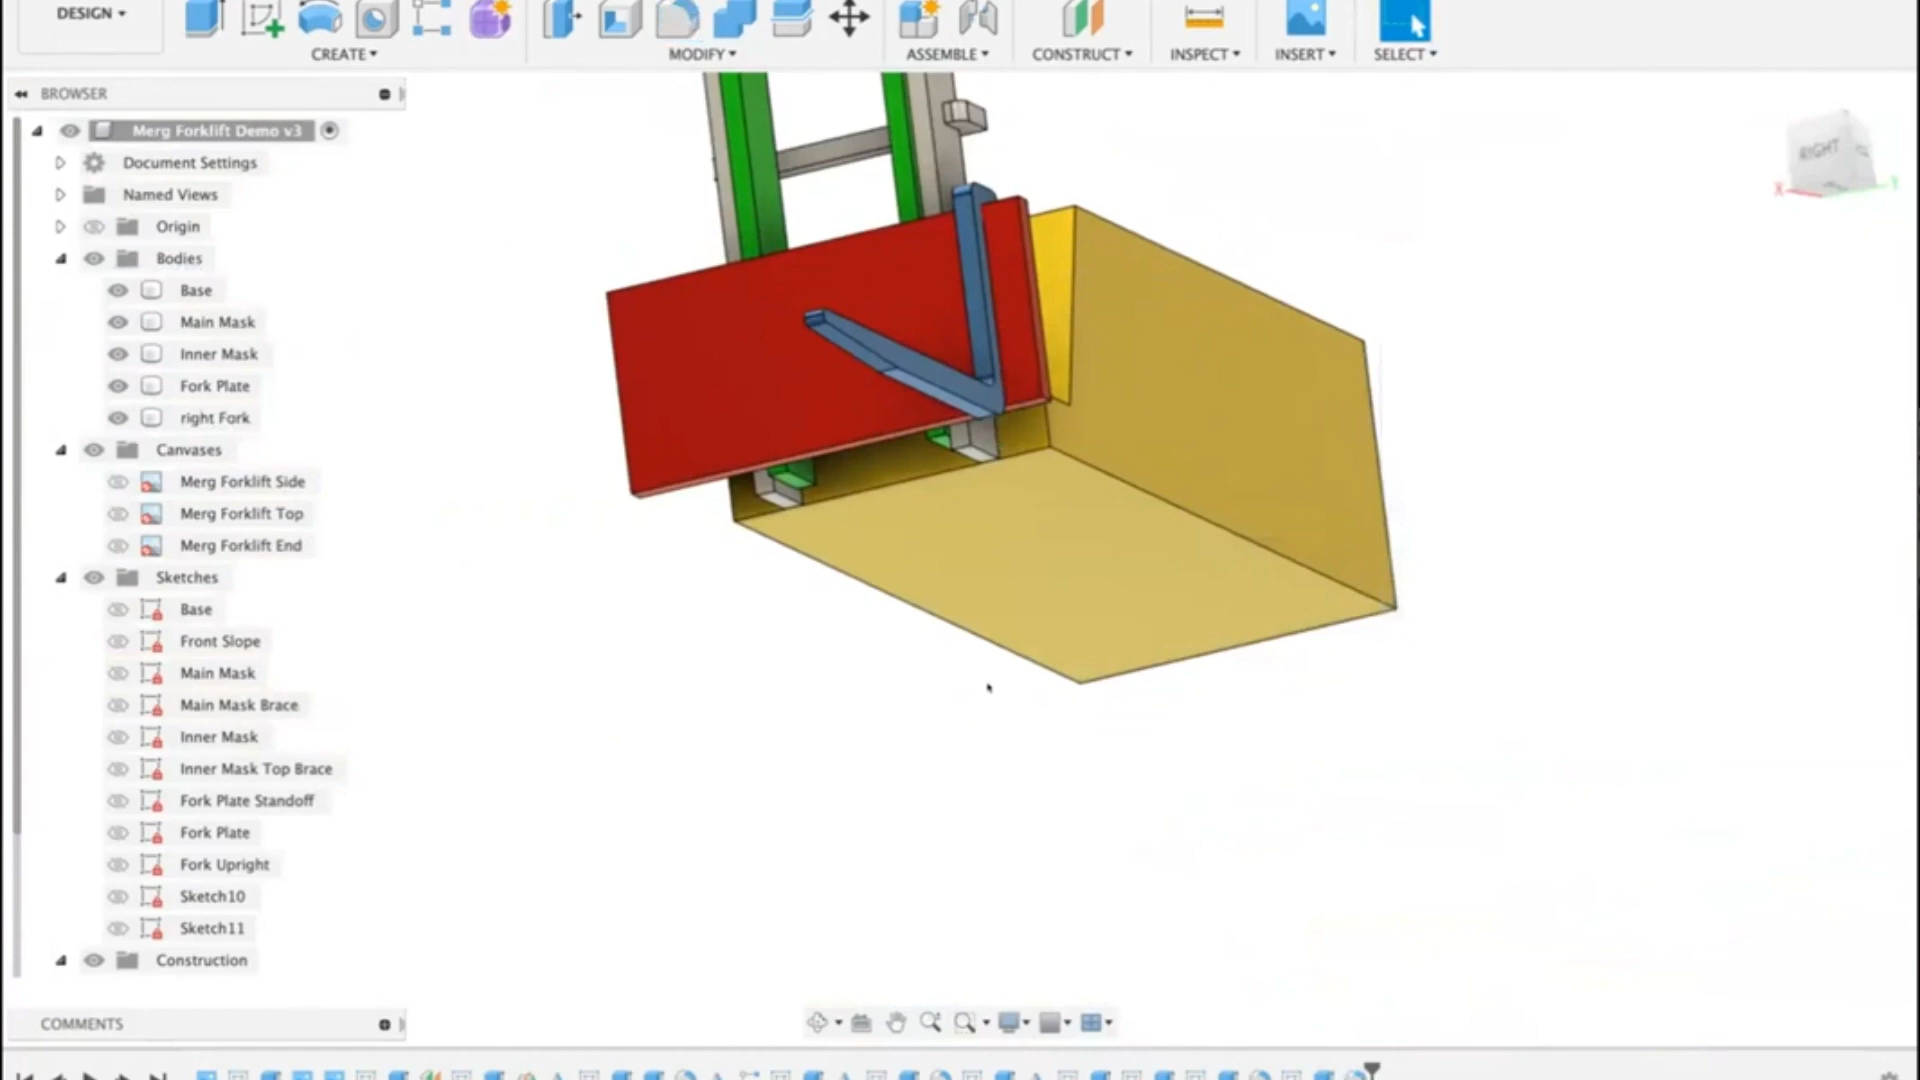 DESIGN
CREATE
MODIFY
ASSEMBLE
CONSTRUCT
INSPECT
INSERT
SELECT
BROWSER
Merg Forklift Demo v3
Document Settings
Named Views
Origin
Bodies
Base
Main Mask
Inner Mask
Fork Plate
right Fork
Canvases
Merg Forklift Side
Merg Forklift Top
Merg Forklift End
Sketches
Base
Front Slope
Main Mask
Main Mask Brace
Inner Mask
Inner Mask Top Brace
Fork Plate Standoff
Fork Plate
Fork Upright
Sketch10
Sketch11
Construction
COMMENTS
RIGHT
X
Y